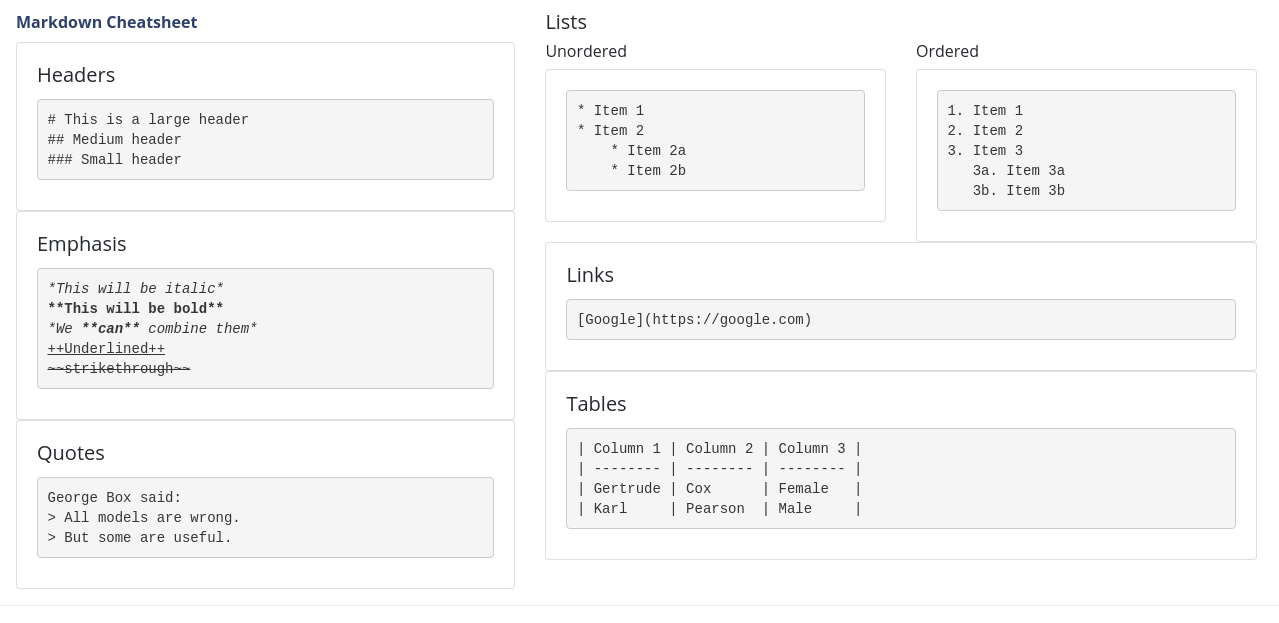 Markdown Cheatsheet
Headers
# This is a large header
## Medium header
### Small header
Emphasis
*This will be italic*
**This will be bold**
*We **can** combine them*
++Underlined++
~~strikethrough~~
Quotes
George Box said:
> All models are wrong.
> But some are useful.
Lists
Unordered
* Item 1
* Item 2
    * Item 2a
    * Item 2b
Ordered
1. Item 1
2. Item 2
3. Item 3
   3a. Item 3a
   3b. Item 3b
Links
[Google](https://google.com)
Tables
| Column 1 | Column 2 | Column 3 |
| -------- | -------- | -------- |
| Gertrude | Cox      | Female   |
| Karl     | Pearson  | Male     |